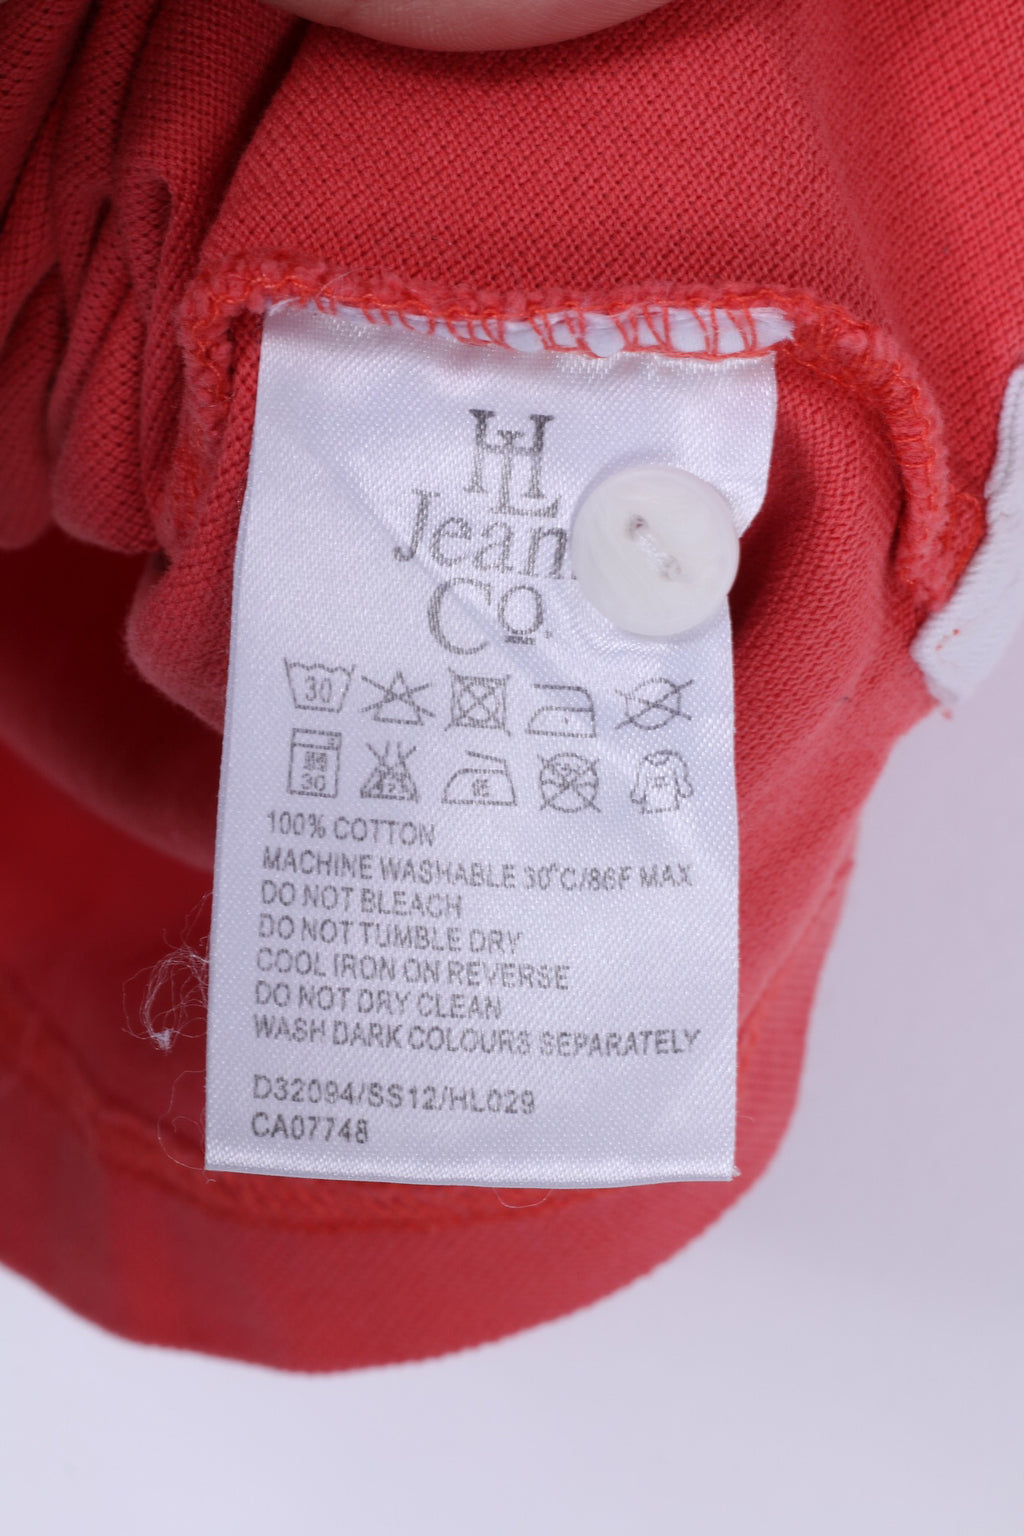 HTL
Jean
Co.
30
30
100% COTTON
MACHINE WASHABLE 30°C/86F MAX
DO NOT BLEACH
DO NOT TUMBLE DRY
COOL IRON ON REVERSE
DO NOT DRY CLEAN
WASH DARK COLOURS SEPARATELY
D32094/SS12/HL029
CA07748